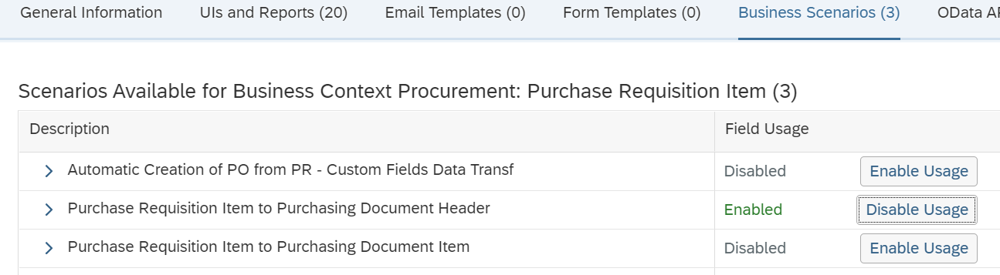 General Information UIs and Reports (20) Email Templates (0) Form Templates (0) Business Scenarios (3) OData
Scenarios Available for Business Context Procurement: Purchase Requisition Item (3)
Description Field Usage
Automatic Creation of PO from PR - Custom Fields Data Transf Disabled Enable Usage
Purchase Requisition Item to Purchasing Document Header Enabled Disable Usage
Purchase Requisition Item to Purchasing Document Item Disabled Enable Usage